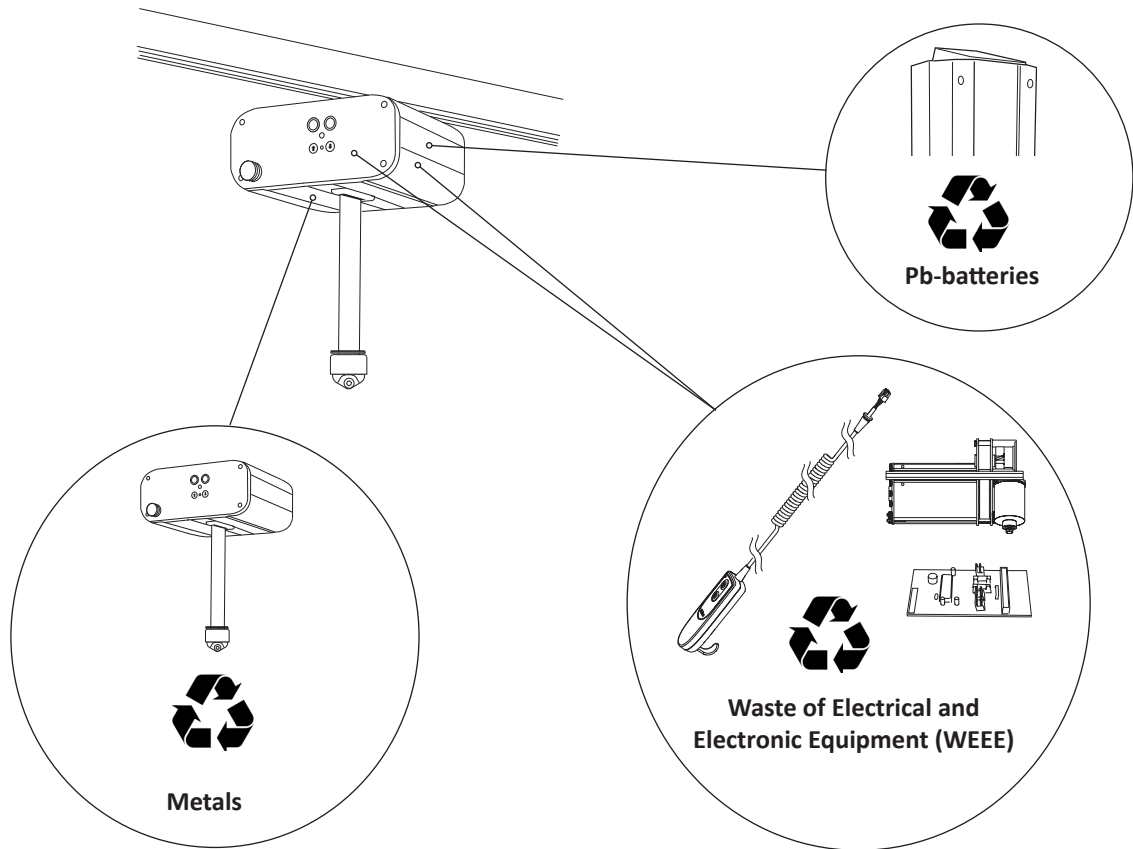 Pb-batteries
Waste of Electrical and
Electronic Equipment (WEEE)
Metals